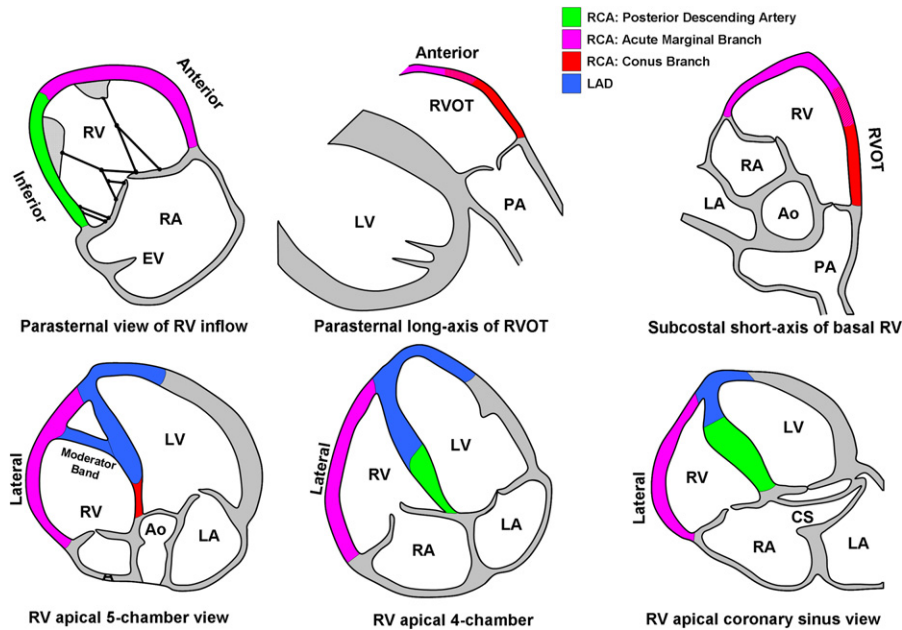 RCA: Posterior Descending Artery
RCA: Acute Marginal Branch
RCA: Conus Branch
LAD
Anterior
RV
Inferior
RA
EV
Parasternal view of RV inflow
Anterior
RVOT
LV
PA
Parasternal long-axis of RVOT
RV
RVOT
RA
LA
Ao
PA
Subcostal short-axis of basal RV
Lateral
LV
Moderator
Band
RV
Ao
LA
A
RV apical 5-chamber view
Lateral
LV
RV
RA
LA
RV apical 4-chamber
Lateral
LV
RV
CS
RA
LA
RV apical coronary sinus view